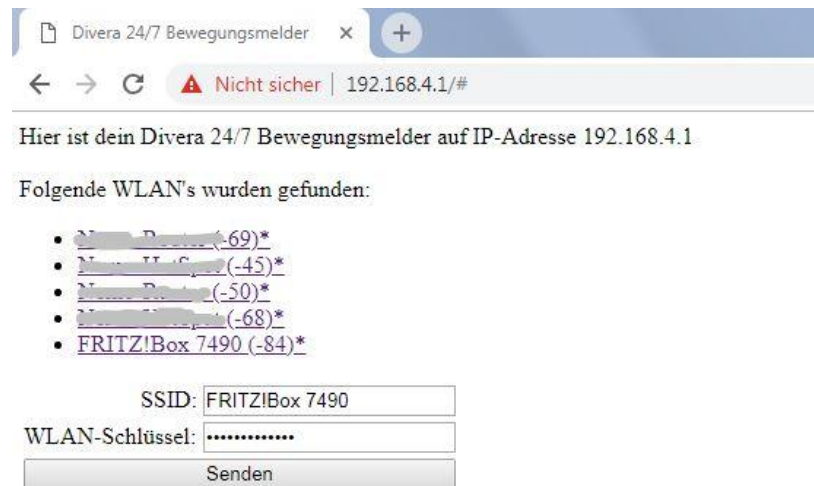 Divera 24/7 Bewegungsmelder
Nicht sicher | 192.168.4.1/#
Hier ist dein Divera 24/7 Bewegungsmelder auf IP-Adresse 192.168.4.1
Folgende WLAN's wurden gefunden:
(-69)*
(-45)*
(-50)*
(-68)*
FRITZ!Box 7490 (-84)*
SSID: FRITZ!Box 7490
WLAN-Schlüssel: •••••••••••••
Senden